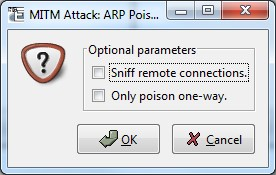 MITM Attack: ARP Pois...
Optional parameters
Sniff remote connections.
Only poison one-way.
OK
Cancel